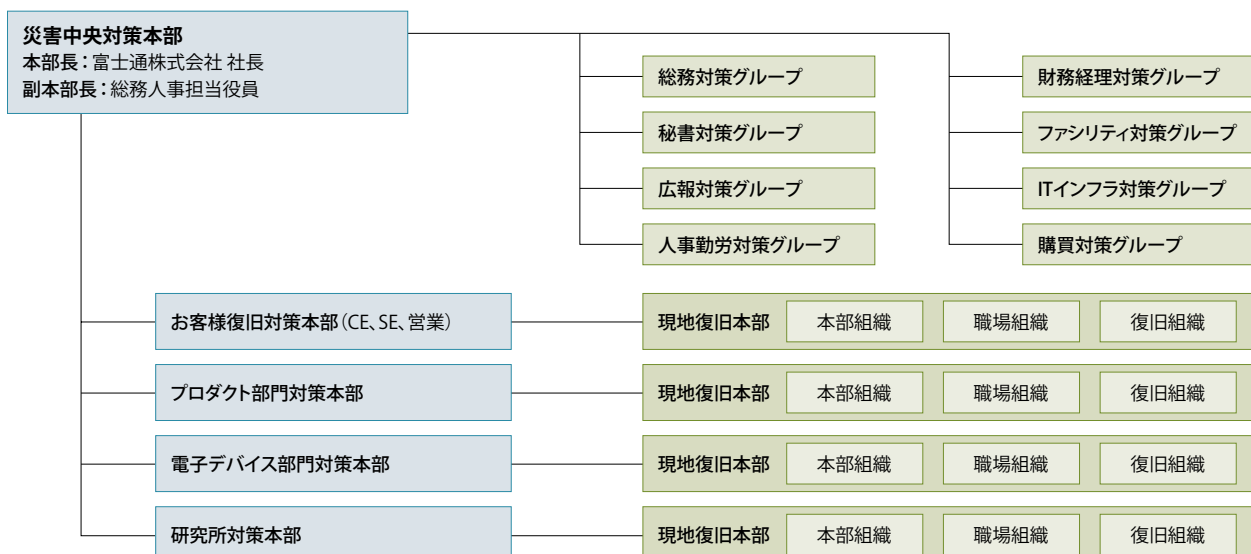 災害中央対策本部
本部長：富士通株式会社 社長
副本部長：総務人事担当役員
総務対策グループ
秘書対策グループ
広報対策グループ
人事勤労対策グループ
財務経理対策グループ
ファシリティ対策グループ
ITインフラ対策グループ
購買対策グループ
お客様復旧対策本部（CE、SE、営業） 現地復旧本部 本部組織 職場組織 復旧組織
プロダクト部門対策本部 現地復旧本部 本部組織 職場組織 復旧組織
電子デバイス部門対策本部 現地復旧本部 本部組織 職場組織 復旧組織
研究所対策本部 現地復旧本部 本部組織 職場組織 復旧組織